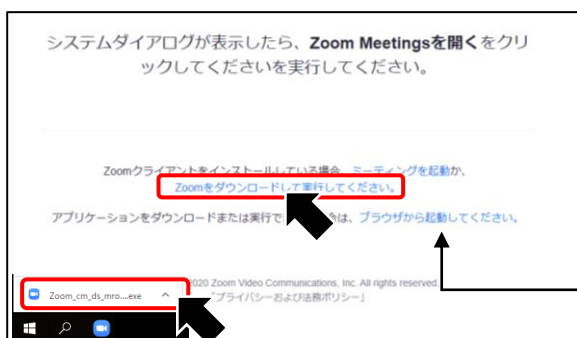 システムダイアログが表示したら、Zoom Meetingsを開くをクリ
ックしてくださいを実行してください。
Zoomクライアントをインストールしている場合、ミーティングを起動か、
Zoomをダウンロードして実行してください。
アプリケーションをダウンロードまたは実行で は、ブラウザから起動してください。
2020 Zoom Video Communications, Inc. All rights reserved.
「プライバシーおよび法務ポリシー」
Zoom_cm_ds_mro....exe